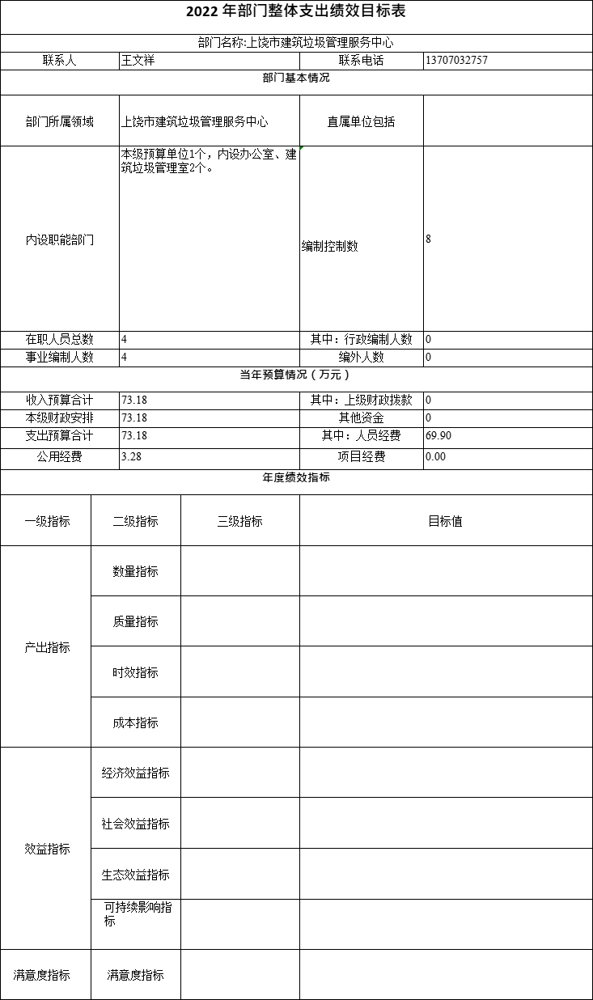 2022 年部门整体支出绩效目标表
部门名称:上饶市建筑垃圾管理服务中心
联系人 王文祥 联系电话 13707032757
部门基本情况
部门所属领域 上饶市建筑垃圾管理服务中心 直属单位包括
本级预算单位1个，内设办公室、建
筑垃圾管理室2个。
内设职能部门 编制控制数 8
在职人员总数 4 其中：行政编制人数 0
事业编制人数 4 编外人数 0
当年预算情况（万元）
收入预算合计 73.18 其中：上级财政拨款 0
本级财政安排 73.18 其他资金 0
支出预算合计 73.18 其中：人员经费 69.90
公用经费 3.28 项目经费 0.00
年度绩效指标
一级指标 二级指标 三级指标 目标值
产出指标 数量指标
质量指标
时效指标
成本指标
效益指标 经济效益指标
社会效益指标
生态效益指标
可持续影响指
标
满意度指标 满意度指标